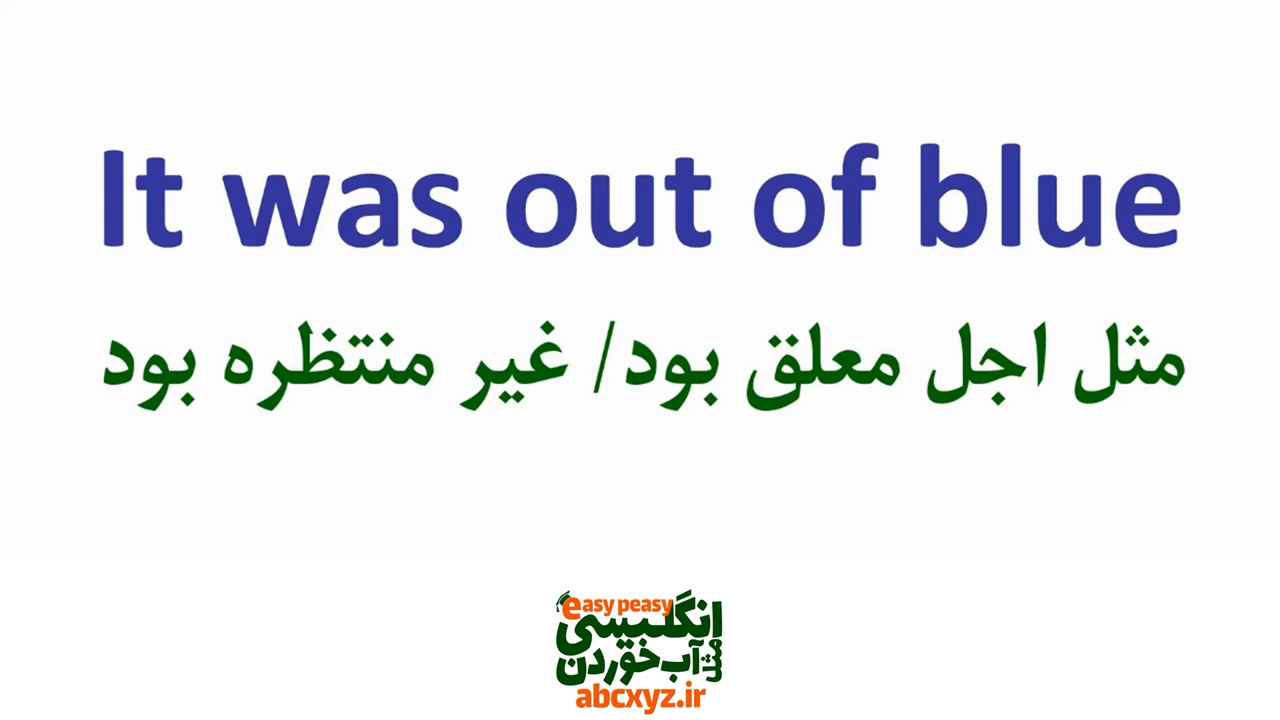 It was out of blue
مثل اجل معلق بود/ غیر منتظره بود
easy peasy
انگلیسی
مثل آب خوردن
abcxyz.ir